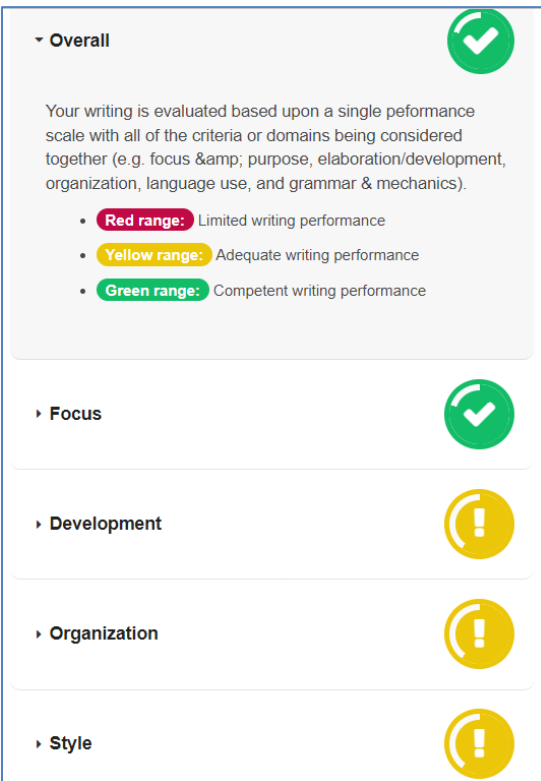 Overall
Your writing is evaluated based upon a single peformance
scale with all of the criteria or domains being considered
together (e.g. focus &amp; purpose, elaboration/development,
organization, language use, and grammar & mechanics).
Red range: Limited writing performance
Yellow range: Adequate writing performance
Green range: Competent writing performance
Focus
Development
Organization
Style